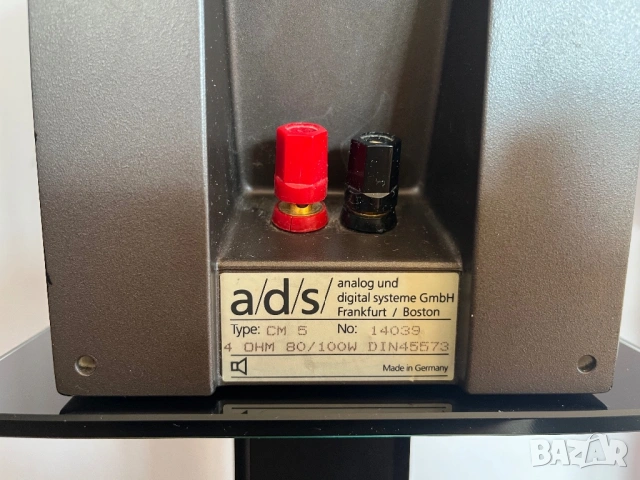 a/d/s/
analog und
digital systeme GmbH
Frankfurt / Boston
Type: CM 5 No: 14039
4 OHM 80/100W DIN45573
Made in Germany
BAZAR